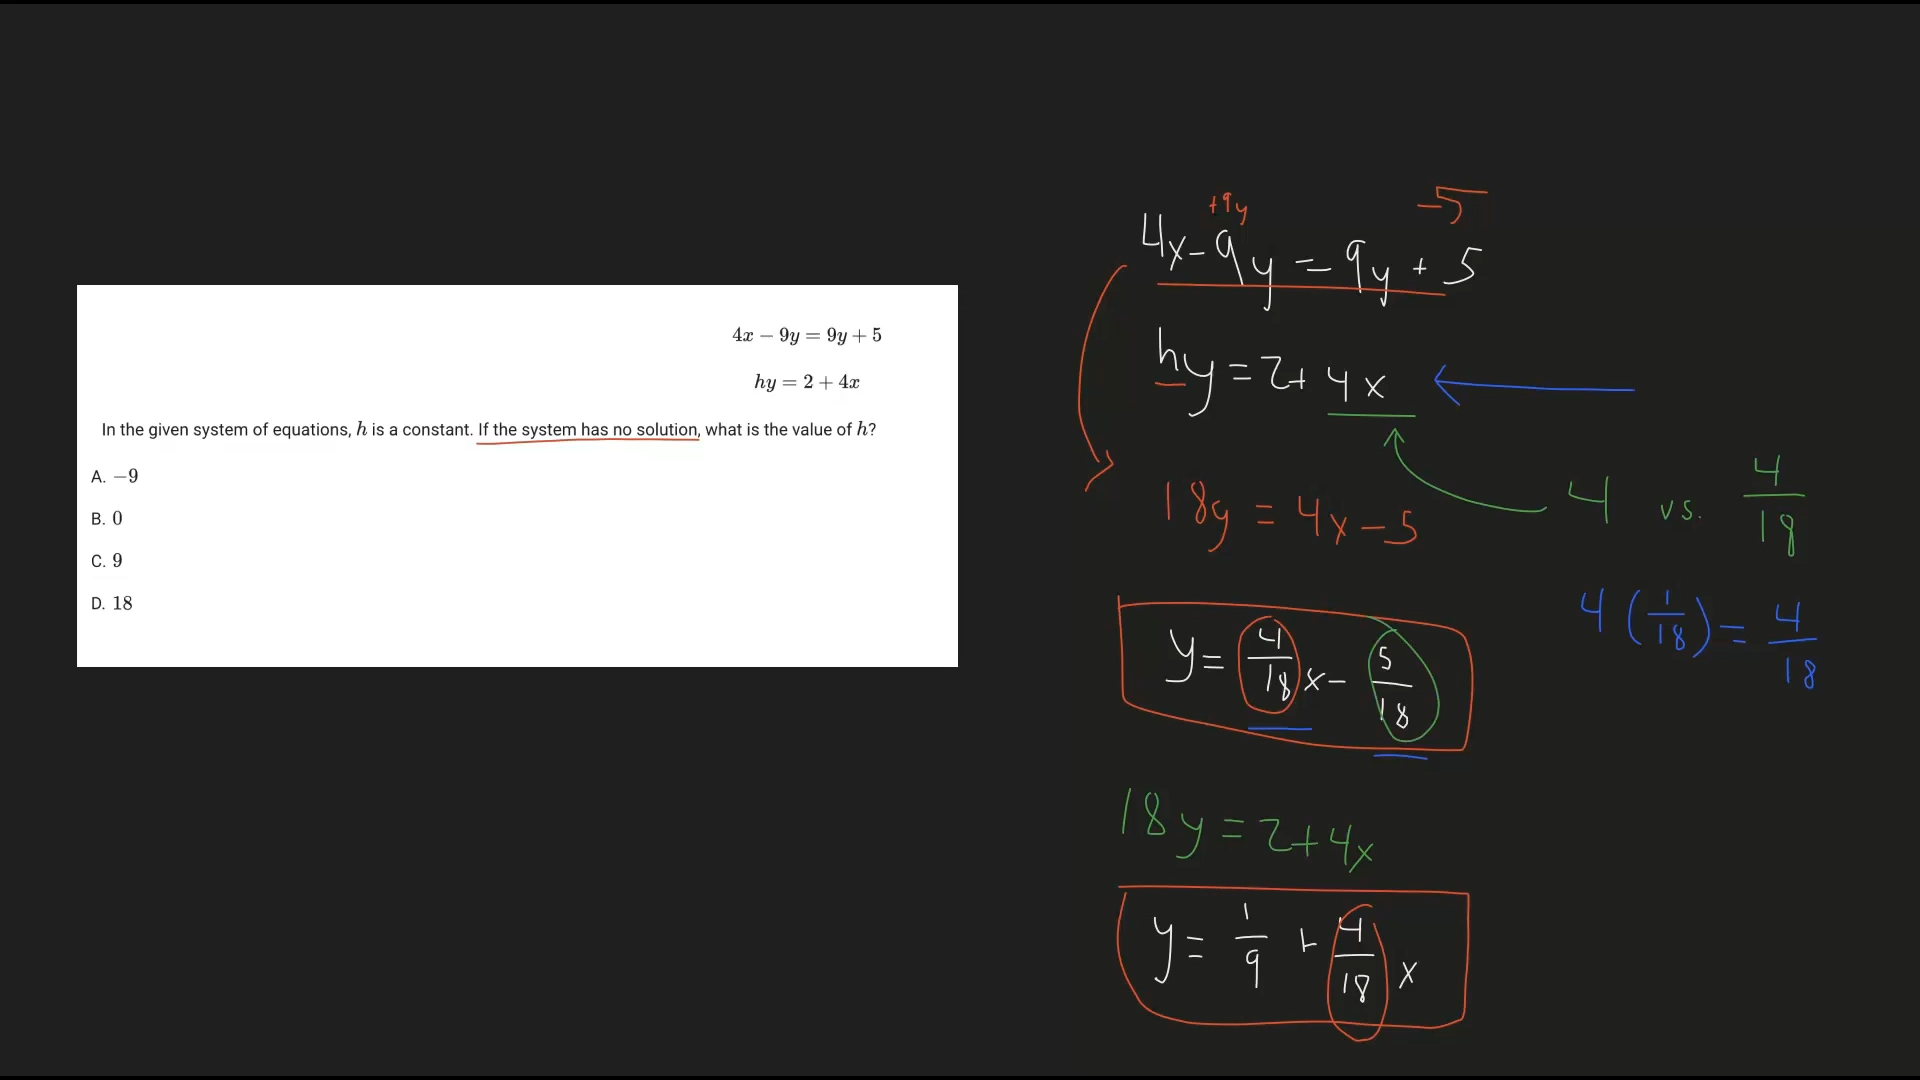 4x − 9y = 9y + 5
hy = 2 + 4x
In the given system of equations, h is a constant. If the system has no solution, what is the value of h?
A. −9
B. 0
C. 9
D. 18
+9y
−5
4x − 9y = 9y + 5
hy = 2 + 4x
18y = 4x − 5
4 vs. 4/18
y = 4/18 x − 5/18
4 (1/18) = 4/18
18y = 2 + 4x
y = 1/9 + 4/18 x